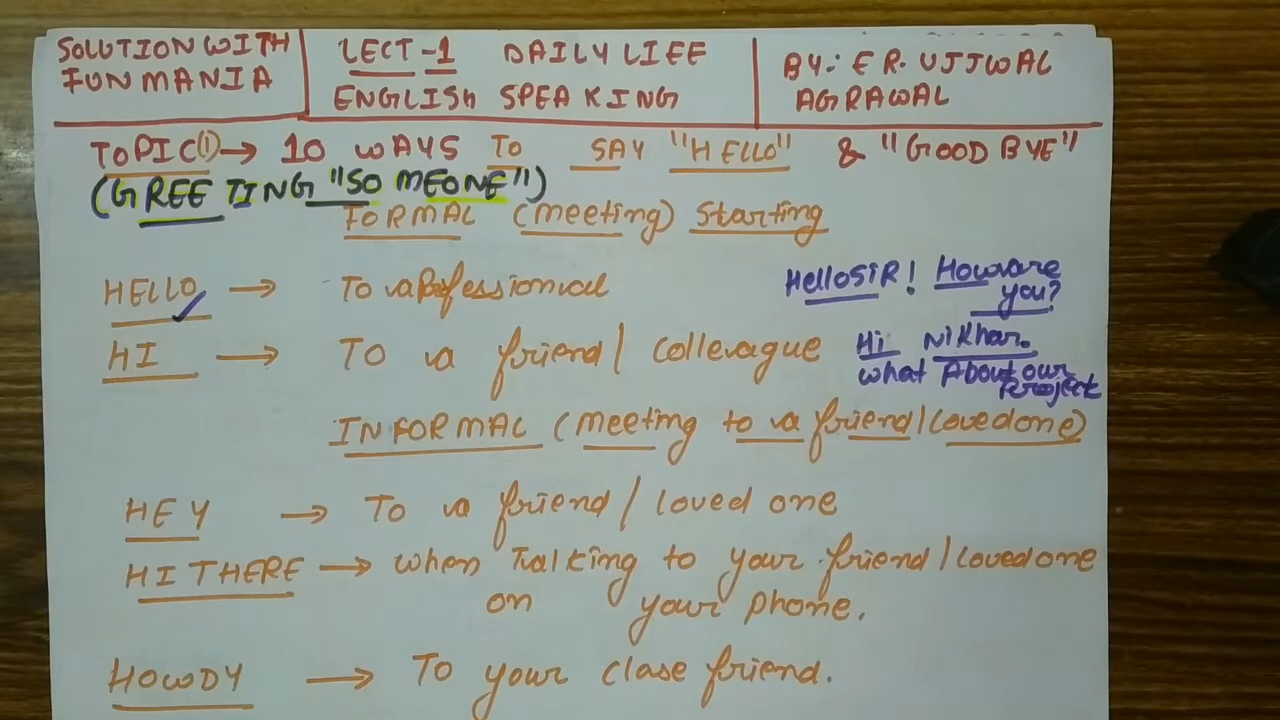 SOLUTION WITH
FUN MANIA
LECT-1 DAILY LIFE
ENGLISH SPEAKING
BY:- ER. UJJWAL
AGRAWAL
TOPIC(1)→ 10 WAYS TO SAY "HELLO" & "GOOD BYE"
(GREETING "SOMEONE")
FORMAL (meeting) Starting
HELLO → To a Professional
Hello SIR! How are
you?
HI → TO a friend/ Colleague
Hi Nikhar.
what About our
Project
INFORMAL (meeting to a friend/Loved one)
HEY → To a friend/ loved one
HI THERE → when Talking to your friend/Loved one
on your phone.
HOWDY → To your close friend.